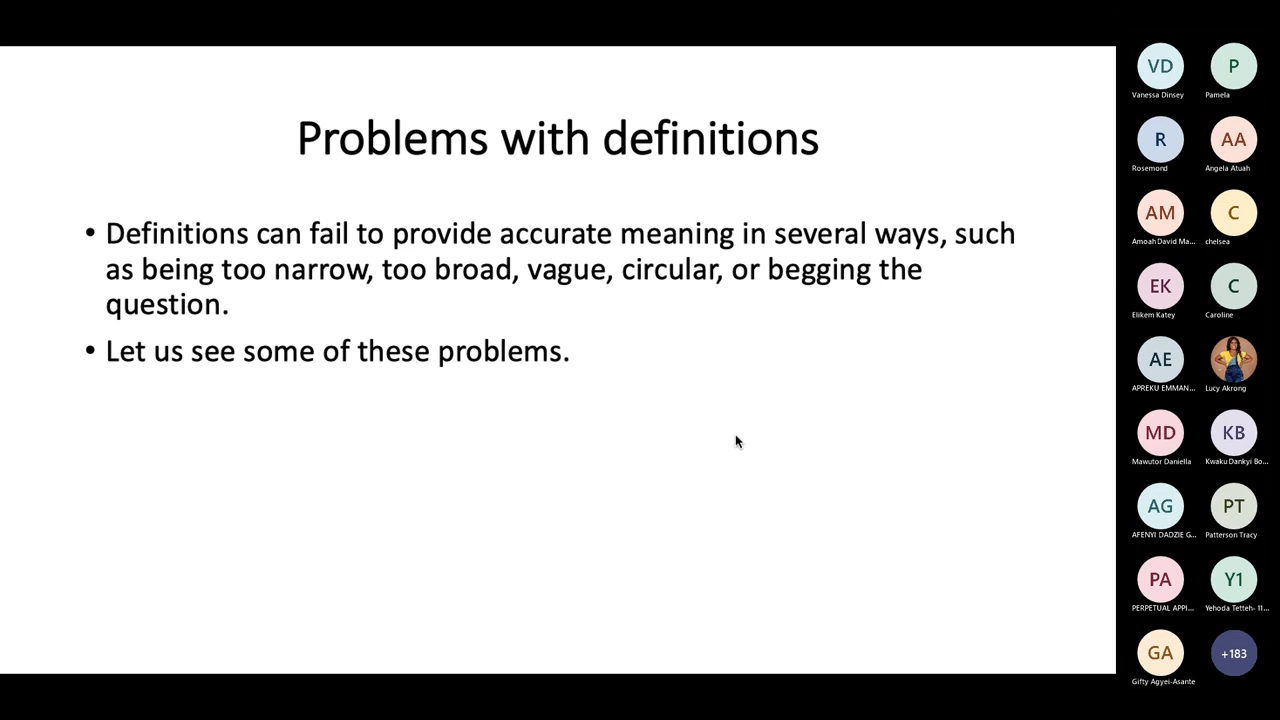 Problems with definitions
• Definitions can fail to provide accurate meaning in several ways, such
as being too narrow, too broad, vague, circular, or begging the
question.
• Let us see some of these problems.
VD
Vanessa Dinsey
P
Pamela
R
Rosemond
AA
Angela Atuah
AM
Amoah David Ma...
C
chelsea
EK
Elikem Katey
C
Caroline
AE
APREKU EMMAN...
Lucy Akrong
MD
Mawutor Daniella
KB
Kwaku Dankyi Bo...
AG
AFENYI DADZIE G...
PT
Patterson Tracy
PA
PERPETUAL APPI...
Y1
Yehoda Tetteh- 11...
GA
Gifty Agyei-Asante
+183